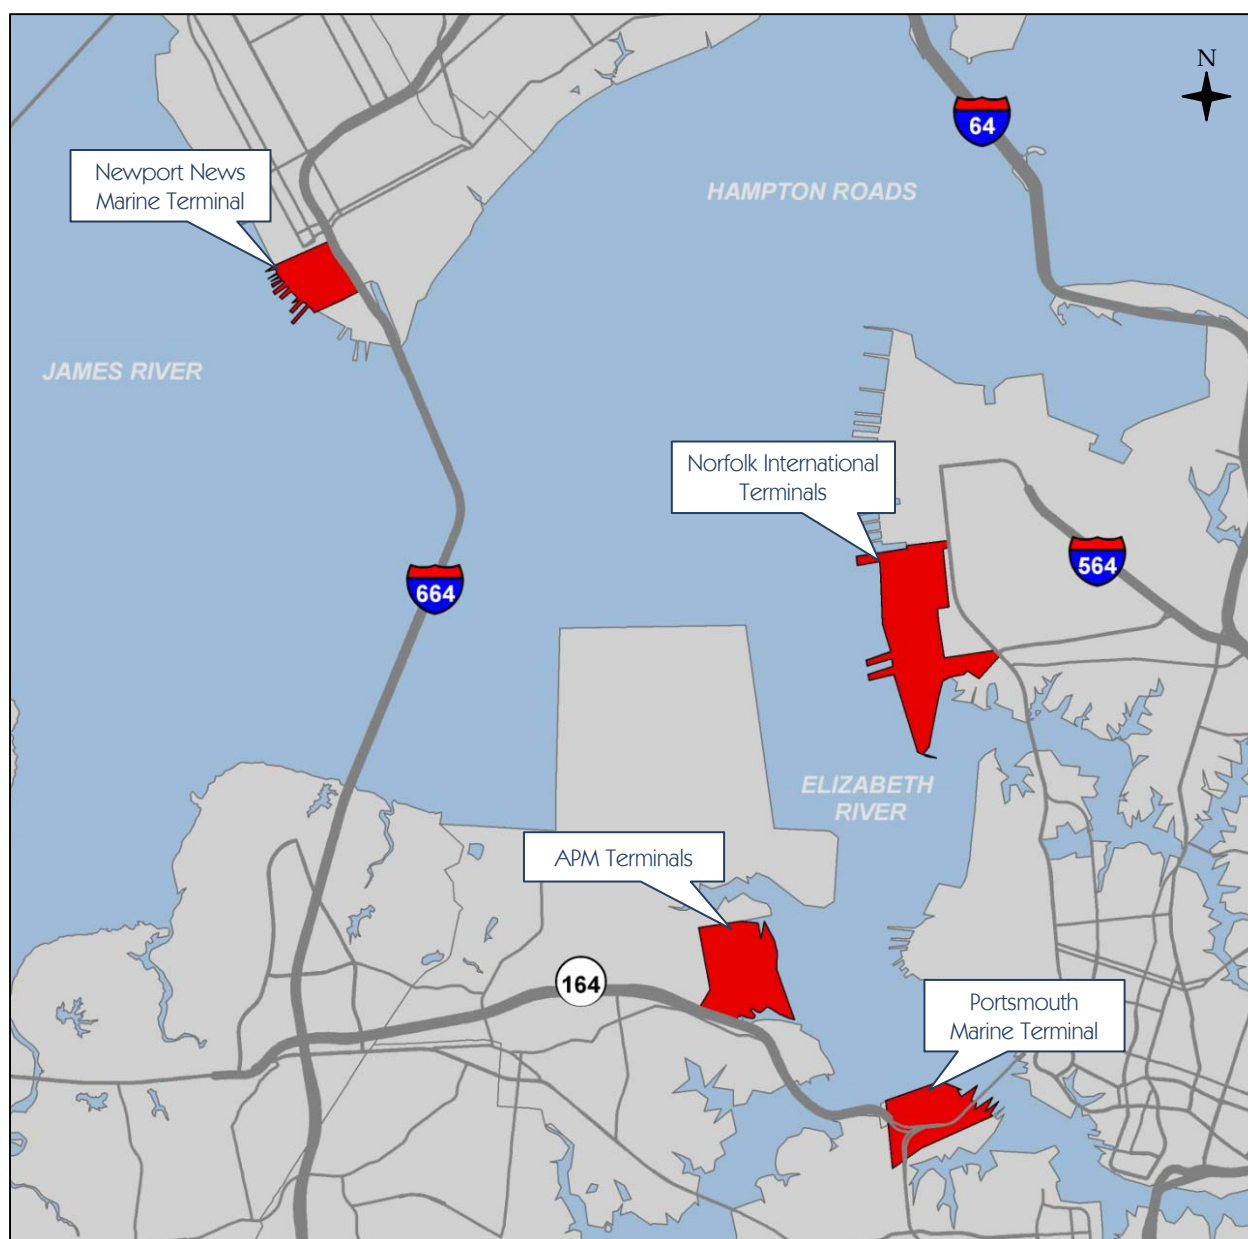 N
64
Newport News
Marine Terminal
HAMPTON ROADS
JAMES RIVER
Norfolk International
Terminals
564
664
ELIZABETH
RIVER
APM Terminals
164
Portsmouth
Marine Terminal